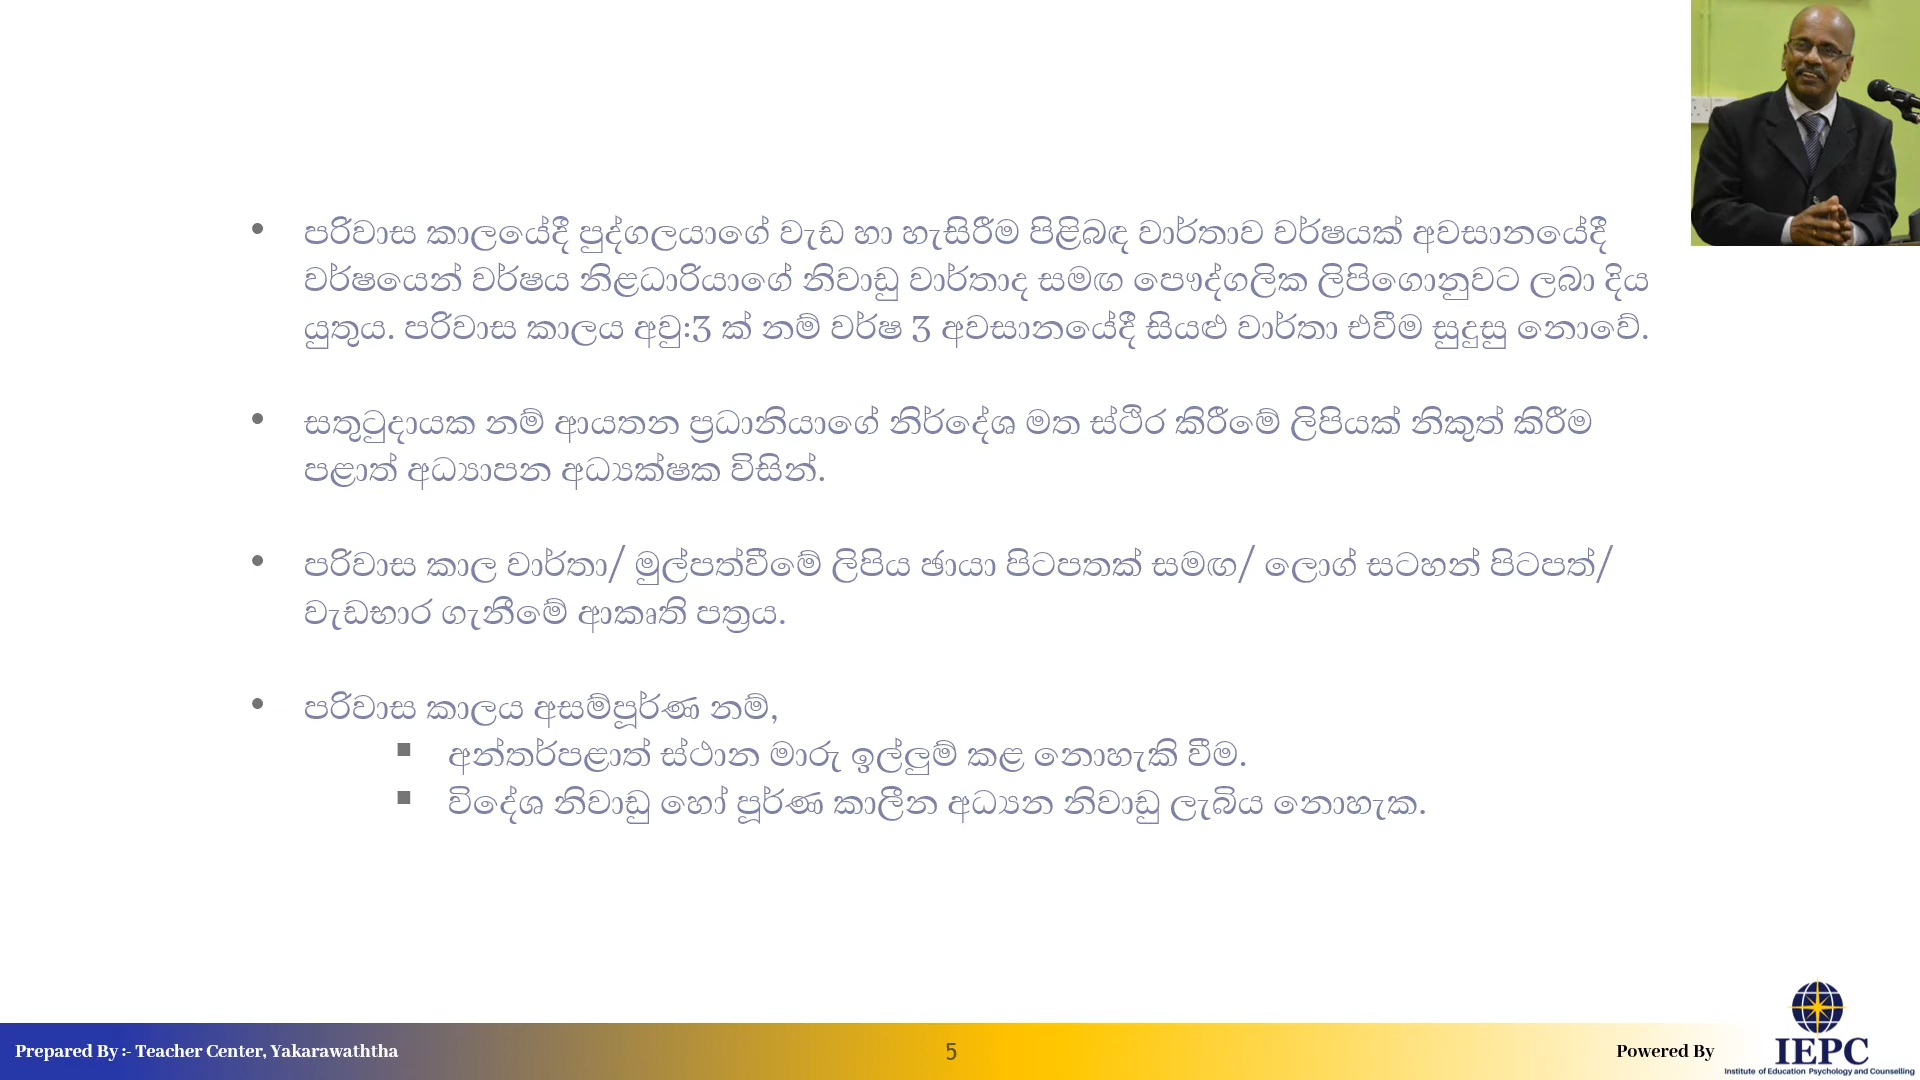 • පරිවාස කාලයේදී පුද්ගලයාගේ වැඩ හා හැසිරීම පිළිබඳ වාර්තාව වර්ෂයක් අවසානයේදී
වර්ෂයෙන් වර්ෂය නිළධාරියාගේ නිවාඩු වාර්තාද සමඟ පෞද්ගලික ලිපිගොනුවට ලබා දිය
යුතුය. පරිවාස කාලය අවු:3 ක් නම් වර්ෂ 3 අවසානයේදී සියළු වාර්තා එවීම සුදුසු නොවේ.
• සතුටුදායක නම් ආයතන ප්‍රධානියාගේ නිර්දේශ මත ස්ථිර කිරීමේ ලිපියක් නිකුත් කිරීම
පළාත් අධ්‍යාපන අධ්‍යක්ෂක විසින්.
• පරිවාස කාල වාර්තා/ මුල්පත්වීමේ ලිපිය ඡායා පිටපතක් සමඟ/ ලොග් සටහන් පිටපත්/
වැඩභාර ගැනීමේ ආකෘති පත්‍රය.
• පරිවාස කාලය අසම්පූර්ණ නම්,
▪ අන්තර්පළාත් ස්ථාන මාරු ඉල්ලුම් කළ නොහැකි වීම.
▪ විදේශ නිවාඩු හෝ පූර්ණ කාලීන අධ්‍යන නිවාඩු ලැබිය නොහැක.
Prepared By :- Teacher Center, Yakarawaththa
5
Powered By
IEPC
Institute of Education Psychology and Counselling